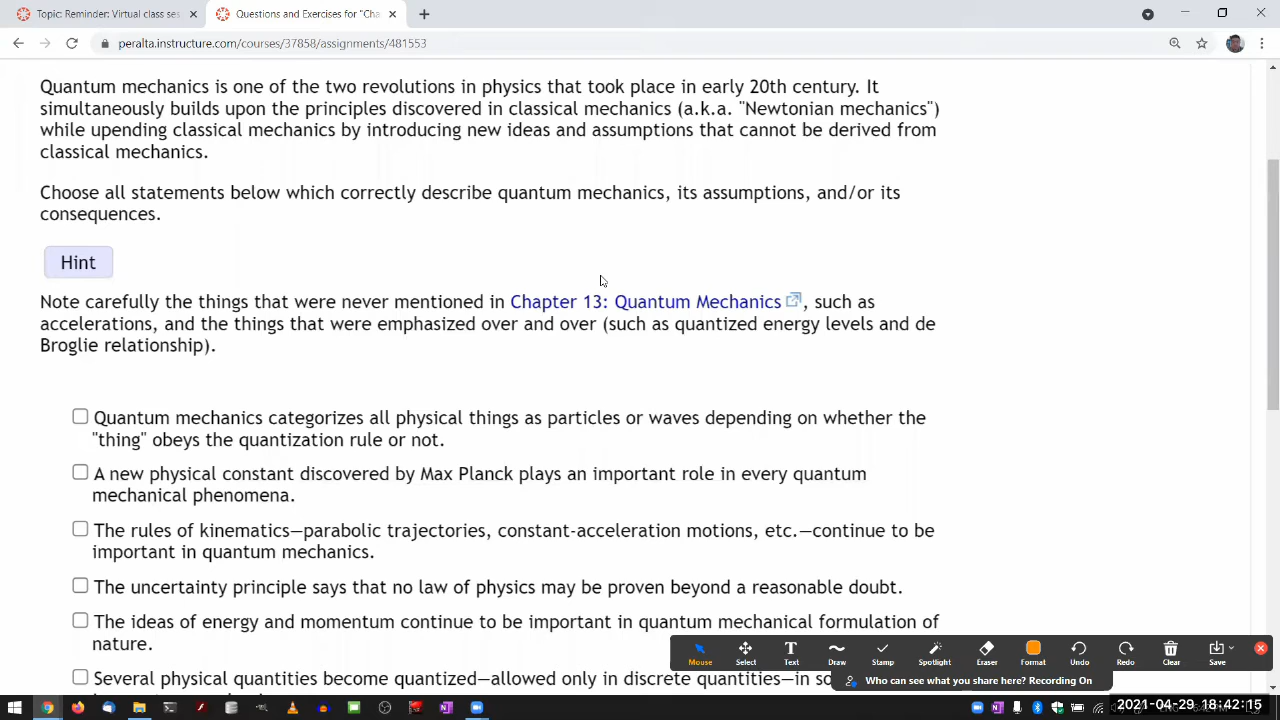 Topic: Reminder: Virtual class ses
Questions and Exercises for "Cha
peralta.instructure.com/courses/37858/assignments/481553
Quantum mechanics is one of the two revolutions in physics that took place in early 20th century. It
simultaneously builds upon the principles discovered in classical mechanics (a.k.a. "Newtonian mechanics")
while upending classical mechanics by introducing new ideas and assumptions that cannot be derived from
classical mechanics.
Choose all statements below which correctly describe quantum mechanics, its assumptions, and/or its
consequences.
Hint
Note carefully the things that were never mentioned in Chapter 13: Quantum Mechanics, such as
accelerations, and the things that were emphasized over and over (such as quantized energy levels and de
Broglie relationship).
Quantum mechanics categorizes all physical things as particles or waves depending on whether the
"thing" obeys the quantization rule or not.
A new physical constant discovered by Max Planck plays an important role in every quantum
mechanical phenomena.
The rules of kinematics—parabolic trajectories, constant-acceleration motions, etc.—continue to be
important in quantum mechanics.
The uncertainty principle says that no law of physics may be proven beyond a reasonable doubt.
The ideas of energy and momentum continue to be important in quantum mechanical formulation of
nature.
Several physical quantities become quantized—allowed only in discrete quantities—in so
Mouse Select Text Draw Stamp Spotlight Eraser Format Undo Redo Clear Save
Who can see what you share here? Recording On
2021-04-29 18:42:15